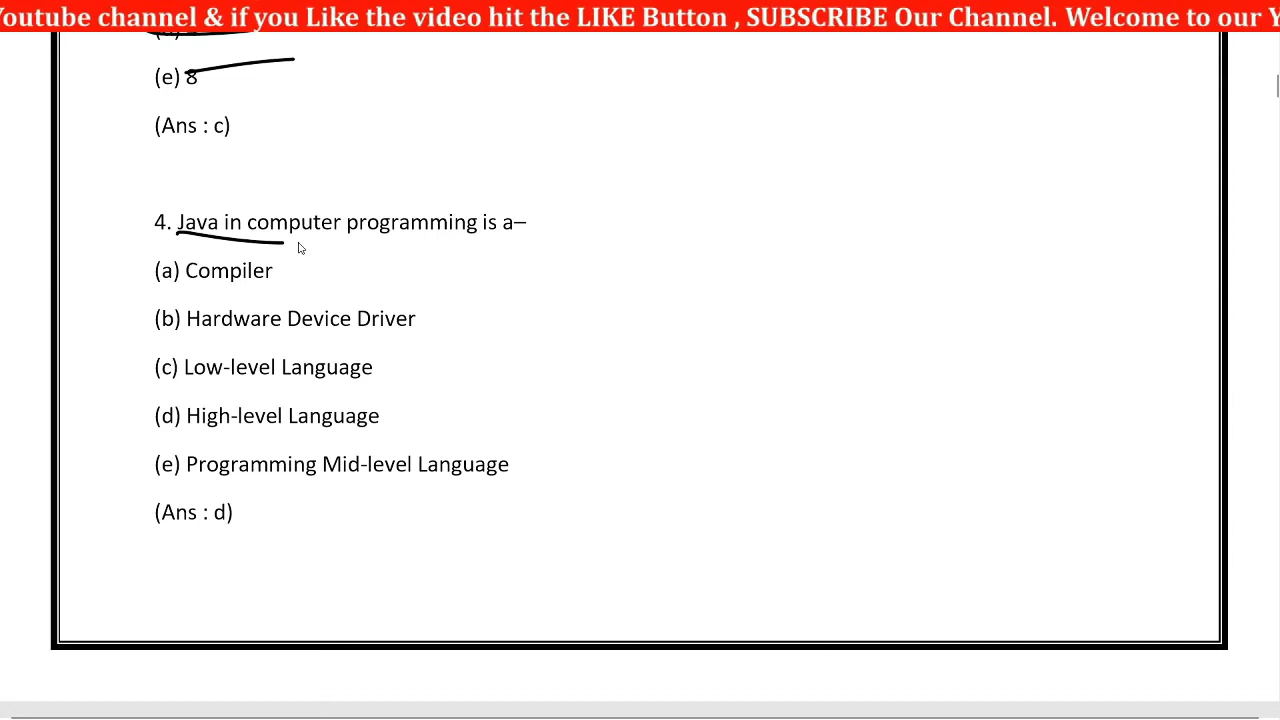 Youtube channel & if you Like the video hit the LIKE Button , SUBSCRIBE Our Channel. Welcome to our Y
(e) 8
(Ans : c)
4. Java in computer programming is a–
(a) Compiler
(b) Hardware Device Driver
(c) Low-level Language
(d) High-level Language
(e) Programming Mid-level Language
(Ans : d)